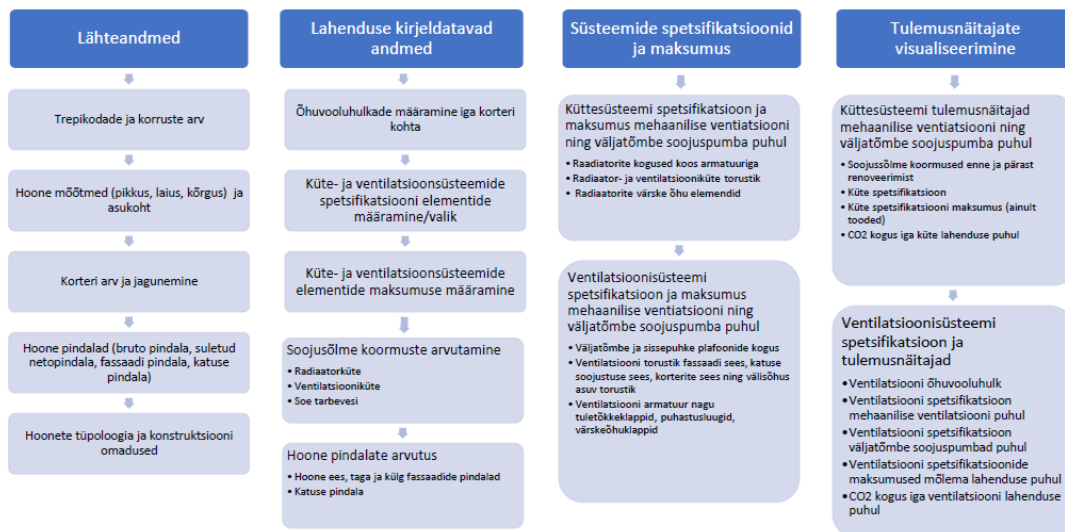 Lähteandmed
Trepikodade ja korruste arv
Hoone mõõtmed (pikkus, laius, kõrgus) ja
asukoht
Korteri arv ja jagunemine
Hoone pindalad (bruto pindala, suletud
netopindala, fassaadi pindala, katuse
pindala)
Hoonete tüpoloogia ja konstruktsiooni
omadused
Lahenduse kirjeldatavad
andmed
Õhuvooluhulkade määramine iga korteri
kohta
Küte- ja ventilatsioonsüsteemide
spetsifikatsiooni elementide
määramine/valik
Küte- ja ventilatsioonsüsteemide
elementide maksumuse määramine
Soojusõlme koormuste arvutamine
• Radiaatorküte
• Ventilatsiooniküte
• Soe tarbevesi
Hoone pindalate arvutus
• Hoone ees, taga ja külg fassaadide pindalad
• Katuse pindala
Süsteemide spetsifikatsioonid
ja maksumus
Küttesüsteemi spetsifikatsioon ja
maksumus mehaanilise ventiatsiooni
ning väljatõmbe soojuspumba puhul
• Raadiatorite kogused koos armatuuriga
• Radiaator- ja ventilatsiooniküte torustik
• Radiaatorite värske õhu elemendid
Ventilatsioonisüsteemi
spetsifikatsioon ja maksumus
mehaanilise ventiatsiooni ning
väljatõmbe soojuspumba puhul
• Väljatõmbe ja sissepuhke plafoonide kogus
• Ventilatsiooni torustik fassaadi sees, katuse
soojustuse sees, korterite sees ning välisõhus
asuv torustik
• Ventilatsiooni armatuur nagu
tuletõkkeklappid, puhastusluugid,
värskeõhuklappid
Tulemusnäitajate
visualiseerimine
Küttesüsteemi tulemusnäitajad
mehaanilise ventiatsiooni ning
väljatõmbe soojuspumba puhul
• Soojussõlme koormused enne ja pärast
renoveerimist
• Küte spetsifikatsioon
• Küte spetsifikatsiooni maksumus (ainult
tooded)
• CO2 kogus iga küte lahenduse puhul
Ventilatsioonisüsteemi
spetsifikatsioon ja
tulemusnäitajad
• Ventilatsiooni õhuvooluhulk
• Ventilatsiooni spetsifikatsioon
mehaanilise ventilatsiooni puhul
• Ventilatsiooni spetsifikatsioon
väljatõmbe soojuspumbad puhul
• Ventilatsiooni spetsifikatsioonide
maksumused mõlema lahenduse puhul
• CO2 kogus iga ventilatsiooni lahenduse
puhul